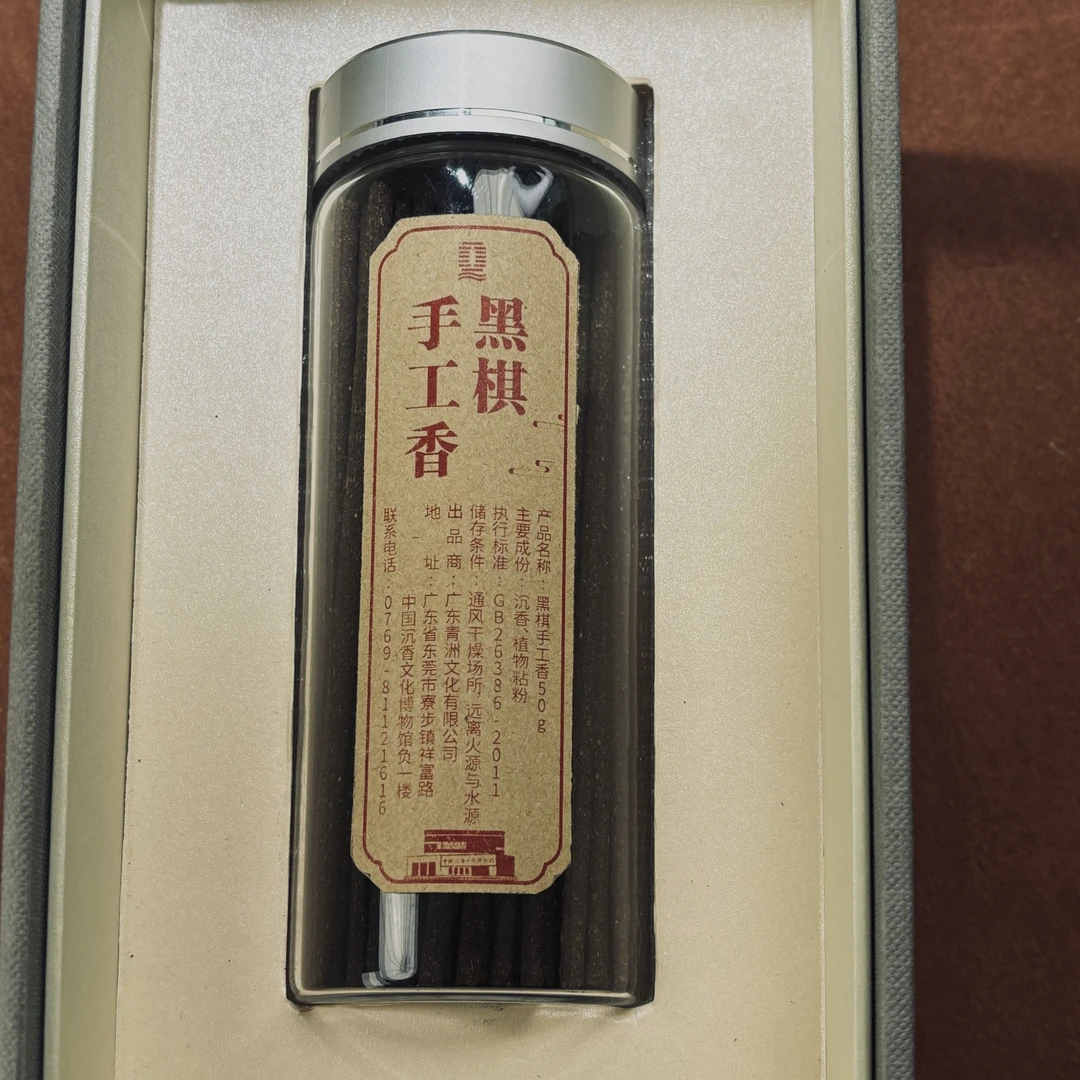 黑棋
手工香
产品名称：黑棋手工香50g
主要成份：沉香、植物粘粉
执行标准：GB26386-2011
储存条件：通风干燥场所，远离火源与水源
出品商：广东青洲文化有限公司
地址：广东省东莞市寮步镇祥富路
中国沉香文化博物馆负一楼
联系电话：0769-81121616